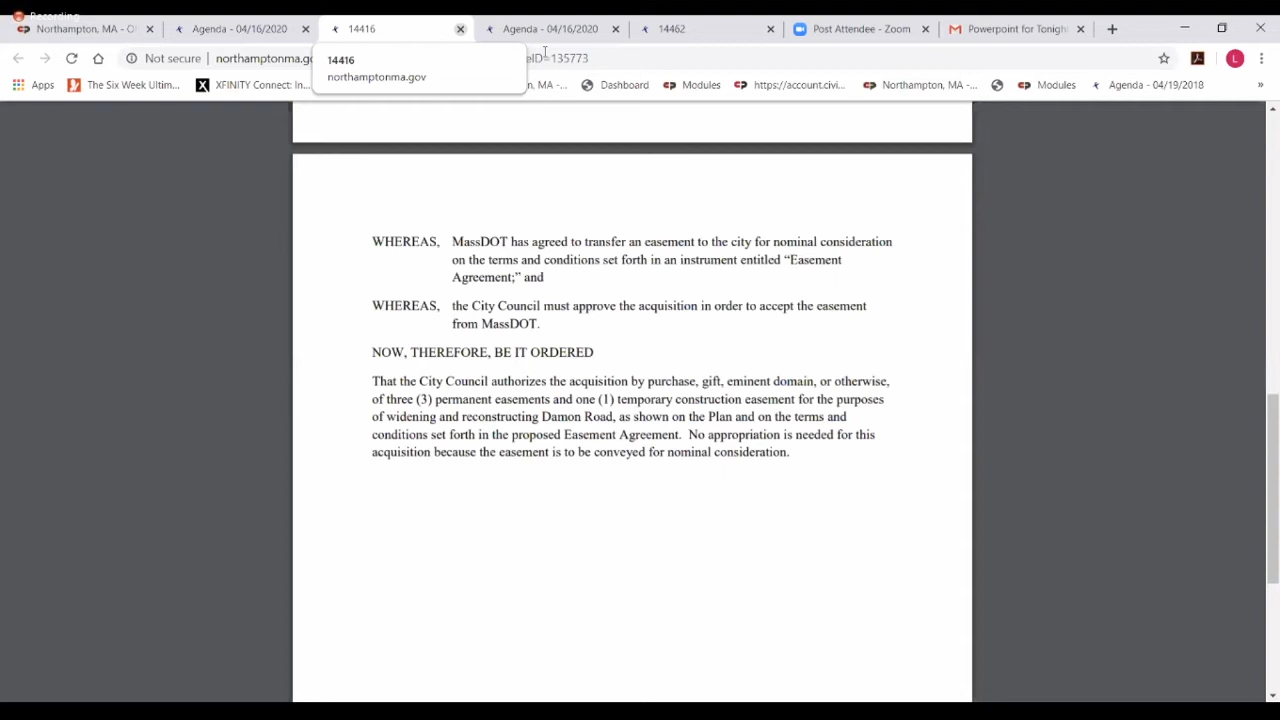 Recording
Northampton, MA - O
Agenda - 04/16/2020
14416
Agenda - 04/16/2020
14462
Post Attendee - Zoom
Powerpoint for Tonigh
Not secure | northamptonma.go
eID=135773
14416
northamptonma.gov
Apps
The Six Week Ultim...
XFINITY Connect: In...
n, MA -...
Dashboard
Modules
https://account.civi...
Northampton, MA -...
Modules
Agenda - 04/19/2018
»
WHEREAS, MassDOT has agreed to transfer an easement to the city for nominal consideration
on the terms and conditions set forth in an instrument entitled “Easement
Agreement;” and
WHEREAS, the City Council must approve the acquisition in order to accept the easement
from MassDOT.
NOW, THEREFORE, BE IT ORDERED
That the City Council authorizes the acquisition by purchase, gift, eminent domain, or otherwise,
of three (3) permanent easements and one (1) temporary construction easement for the purposes
of widening and reconstructing Damon Road, as shown on the Plan and on the terms and
conditions set forth in the proposed Easement Agreement. No appropriation is needed for this
acquisition because the easement is to be conveyed for nominal consideration.